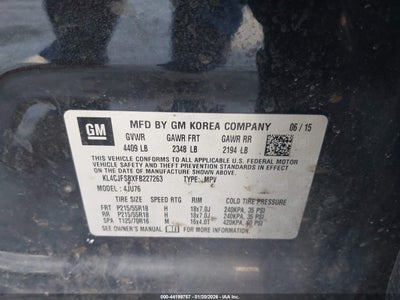 GM
MFD BY GM KOREA COMPANY 06/15
GVWR GAWR FRT GAWR RR
4409 LB 2348 LB 2194 LB
THIS VEHICLE CONFORMS TO ALL APPLICABLE U.S. FEDERAL
MOTOR VEHICLE SAFETY, BUMPER, AND THEFT PREVENTION
STANDARDS IN EFFECT ON THE DATE OF MANUFACTURE SHOWN ABOVE.
KL4CJFSBXFB227263 TYPE: MPV
MODEL: 4JU76
TIRE SIZE SPEED RTG RIM COLD TIRE PRESSURE
FRT P215/55R18 H 18x7.0J 240KPA, 35 PSI
RR P215/55R18 H 18x7.0J 240KPA, 35 PSI
SPA T125/70R16 M 16x4.0T 420KPA, 60 PSI
SEE OWNER'S MANUAL FOR ADDITIONAL INFORMATION
000-44199757 - 01/20/2026 - IAAI